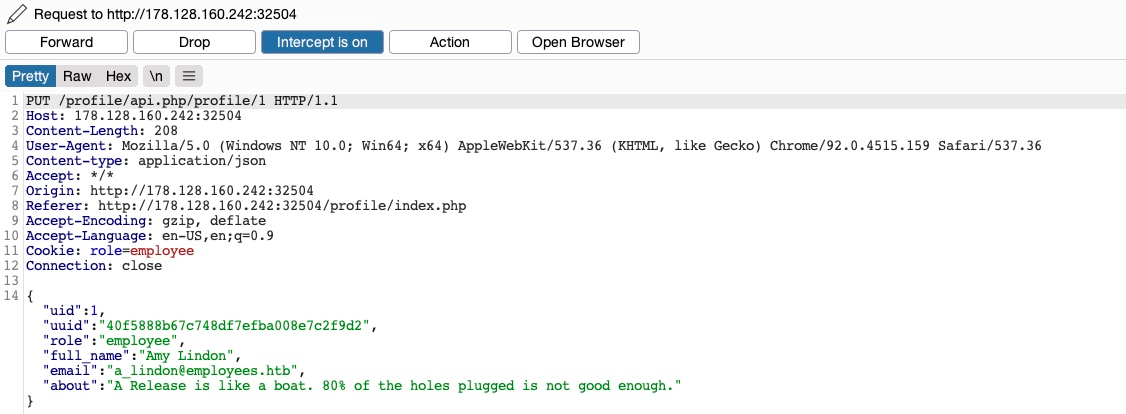 Request to http://178.128.160.242:32504
Forward Drop Intercept is on Action Open Browser
Pretty Raw Hex \n
1 PUT /profile/api.php/profile/1 HTTP/1.1
2 Host: 178.128.160.242:32504
3 Content-Length: 208
4 User-Agent: Mozilla/5.0 (Windows NT 10.0; Win64; x64) AppleWebKit/537.36 (KHTML, like Gecko) Chrome/92.0.4515.159 Safari/537.36
5 Content-type: application/json
6 Accept: */*
7 Origin: http://178.128.160.242:32504
8 Referer: http://178.128.160.242:32504/profile/index.php
9 Accept-Encoding: gzip, deflate
10 Accept-Language: en-US,en;q=0.9
11 Cookie: role=employee
12 Connection: close
13
14 {
"uid":1,
"uuid":"40f5888b67c748df7efba008e7c2f9d2",
"role":"employee",
"full_name":"Amy Lindon",
"email":"a_lindon@employees.htb",
"about":"A Release is like a boat. 80% of the holes plugged is not good enough."
}